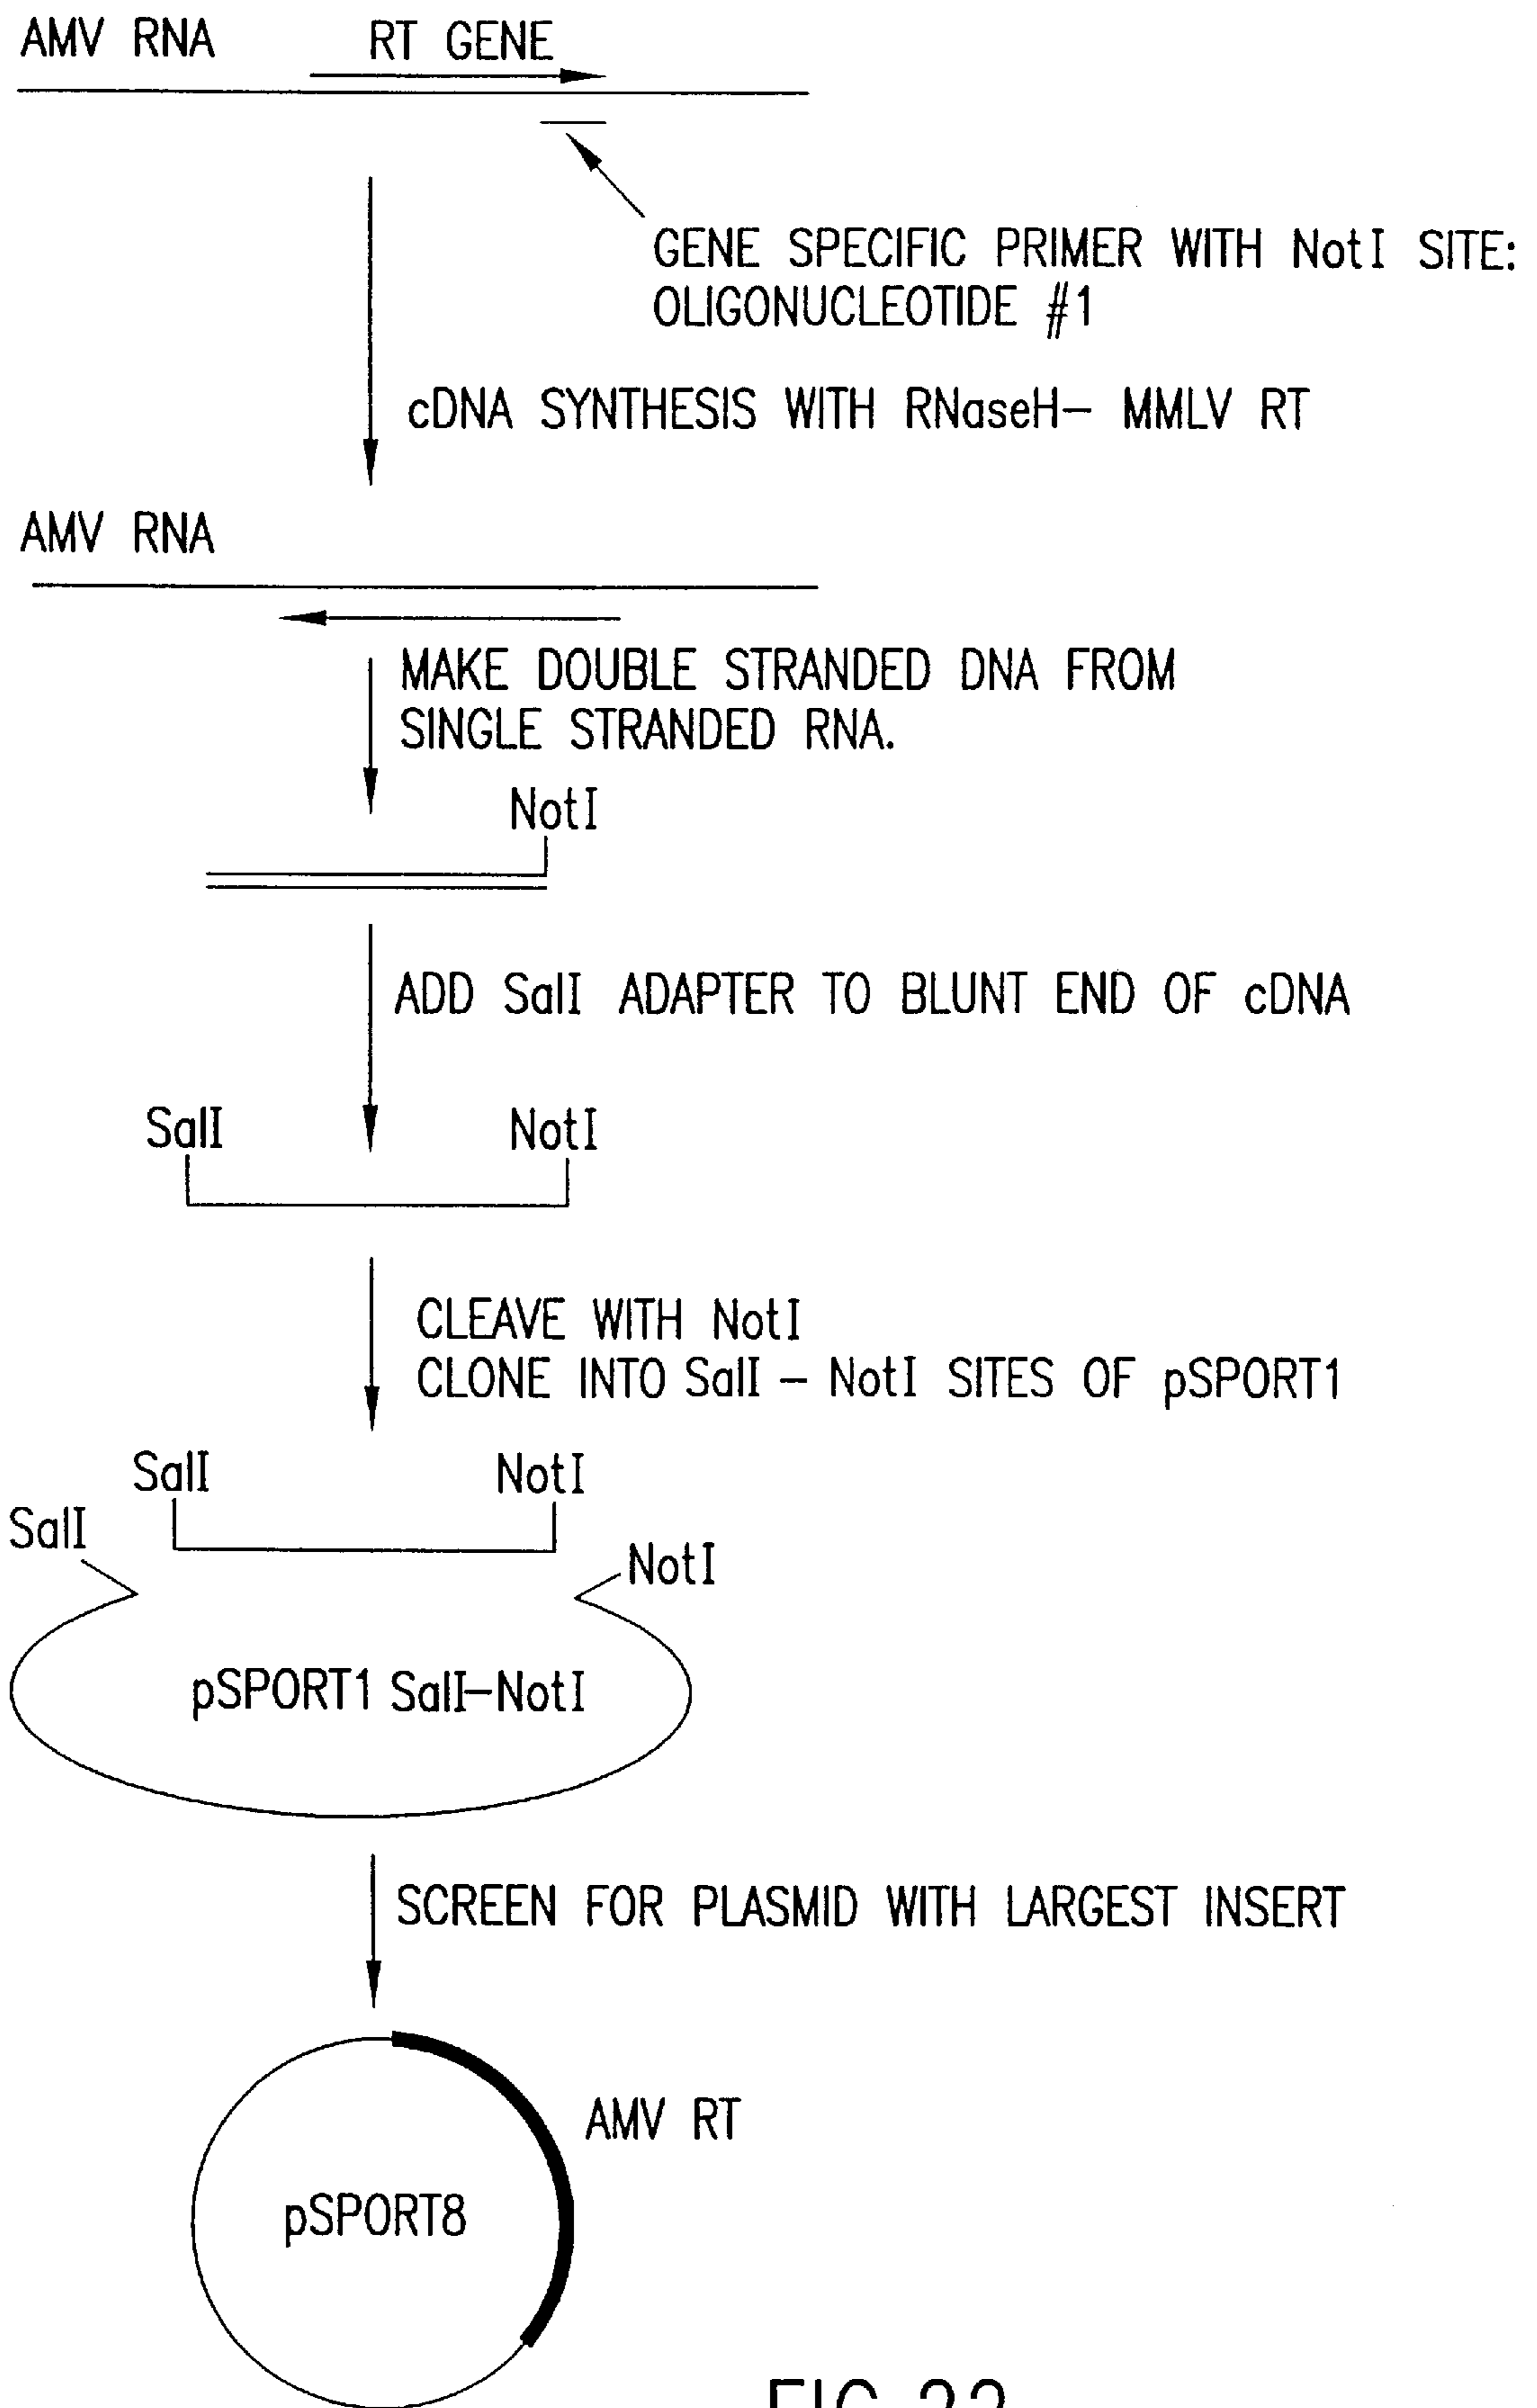 AMV RNA RT GENE
GENE SPECIFIC PRIMER WITH NotI SITE:
OLIGONUCLEOTIDE #1
cDNA SYNTHESIS WITH RNaseH- MMLV RT
AMV RNA
MAKE DOUBLE STRANDED DNA FROM
SINGLE STRANDED RNA.
NotI
ADD SalI ADAPTER TO BLUNT END OF cDNA
SalI NotI
CLEAVE WITH NotI
CLONE INTO SalI - NotI SITES OF pSPORT1
SalI NotI
SalI NotI
pSPORT1 SalI-NotI
SCREEN FOR PLASMID WITH LARGEST INSERT
AMV RT
pSPORT8